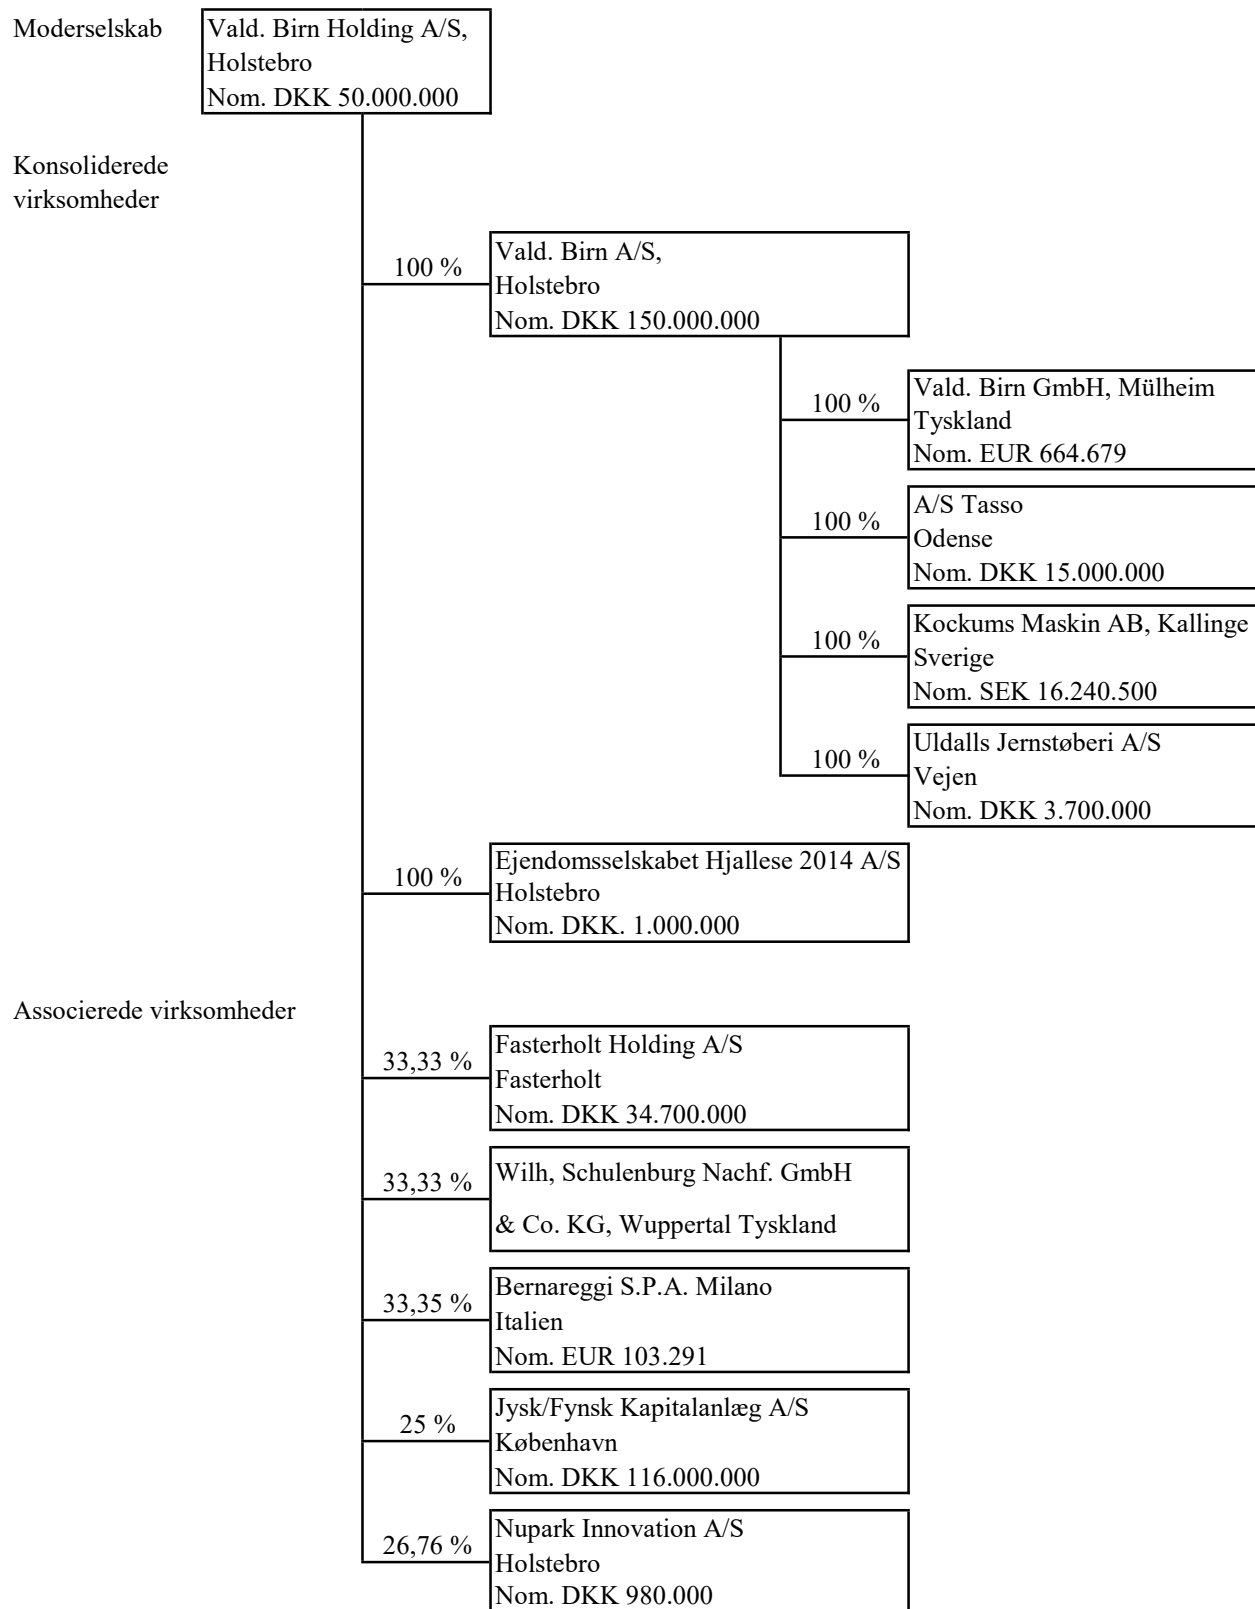 Moderselskab
Vald. Birn Holding A/S,
Holstebro
Nom. DKK 50.000.000
Konsoliderede
virksomheder
100 %
Vald. Birn A/S,
Holstebro
Nom. DKK 150.000.000
100 %
Vald. Birn GmbH, Mülheim
Tyskland
Nom. EUR 664.679
100 %
A/S Tasso
Odense
Nom. DKK 15.000.000
100 %
Kockums Maskin AB, Kallinge
Sverige
Nom. SEK 16.240.500
100 %
Uldalls Jernstøberi A/S
Vejen
Nom. DKK 3.700.000
100 %
Ejendomsselskabet Hjallese 2014 A/S
Holstebro
Nom. DKK. 1.000.000
Associerede virksomheder
33,33 %
Fasterholt Holding A/S
Fasterholt
Nom. DKK 34.700.000
33,33 %
Wilh, Schulenburg Nachf. GmbH
& Co. KG, Wuppertal Tyskland
33,35 %
Bernareggi S.P.A. Milano
Italien
Nom. EUR 103.291
25 %
Jysk/Fynsk Kapitalanlæg A/S
København
Nom. DKK 116.000.000
26,76 %
Nupark Innovation A/S
Holstebro
Nom. DKK 980.000